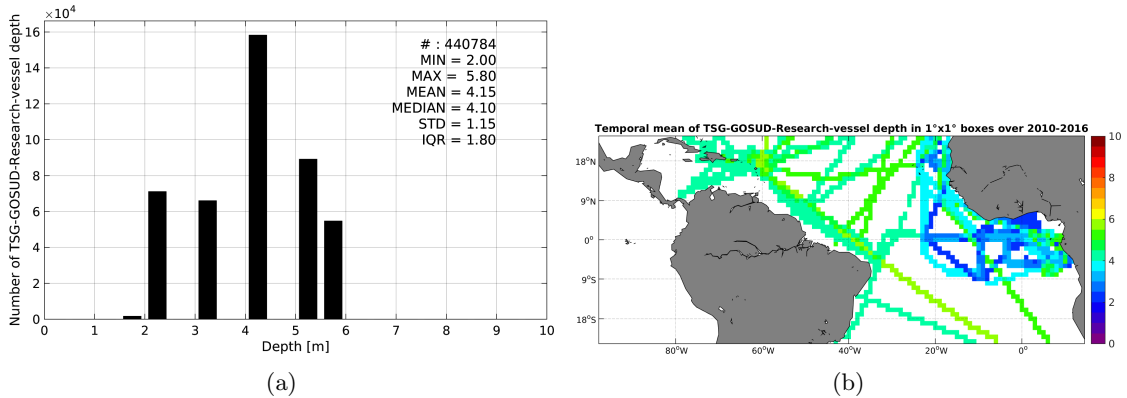 ×10⁴
Number of TSG-GOSUD-Research-vessel depth
16
14
12
10
8
6
4
2
0
# : 440784
MIN = 2.00
MAX = 5.80
MEAN = 4.15
MEDIAN = 4.10
STD = 1.15
IQR = 1.80
0 1 2 3 4 5 6 7 8 9 10
Depth [m]
(a)
Temporal mean of TSG-GOSUD-Research-vessel depth in 1°x1° boxes over 2010-2016
18°N
9°N
0°
9°S
18°S
80°W 60°W 40°W 20°W 0°
10
8
6
4
2
0
(b)